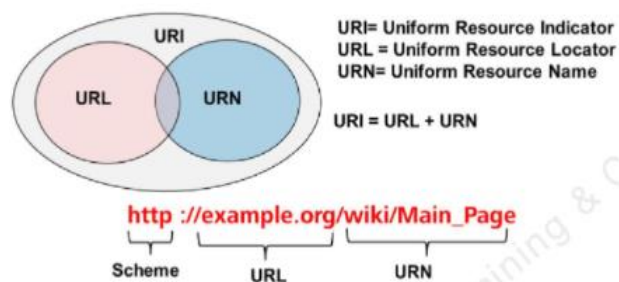 URI
URL
URN
URI= Uniform Resource Indicator
URL = Uniform Resource Locator
URN= Uniform Resource Name
URI = URL + URN
http ://example.org/wiki/Main_Page
Scheme
URL
URN
ining & C